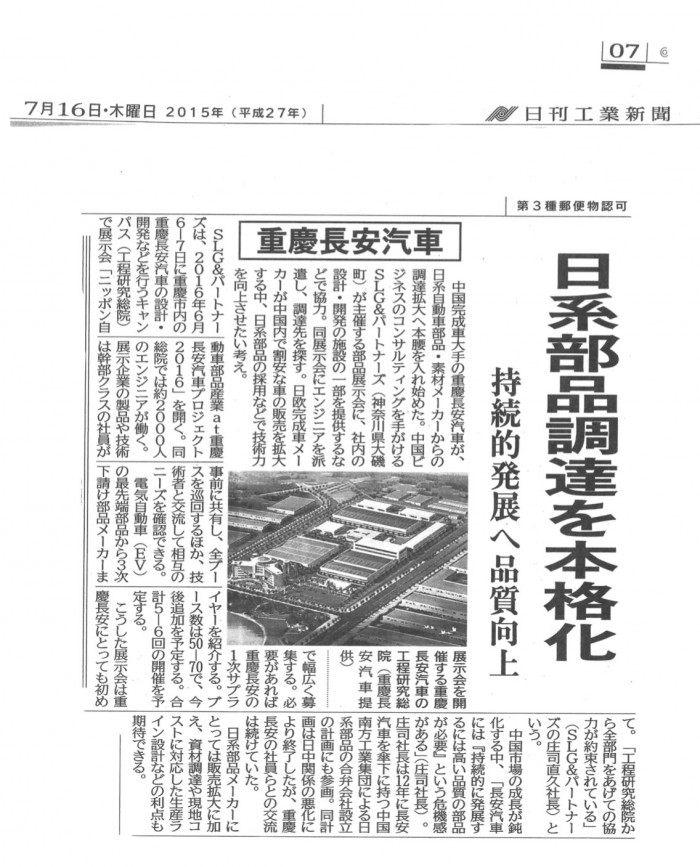 07
7月16日・木曜日 2015年（平成27年）
日刊工業新聞
第3種郵便物認可
日系部品調達を本格化
持続的発展へ品質向上
重慶長安汽車
中国完成車大手の重慶長安汽車が、
日系自動車部品・素材メーカーからの
調達拡大へ本腰を入れ始めた。中国ビ
ジネスのコンサルティングを手がける
SLG&パートナーズ（神奈川県大磯
町）が主催する部品展示会に、社内の
設計・開発の施設の一部を提供するな
どで協力。同展示会にエンジニアを派
遣し、調達先を探す。日欧完成車メー
カーが中国内で割安な車の販売を拡大
する中、日系部品の採用などで技術力
を向上させたい考え。
SLG&パートナー
ズは、2016年6月
6―7日に重慶市内の
重慶長安汽車の設計・
開発などを行うキャン
パス（工程研究総院）
で展示会「ニッポン自
動車部品産業at重慶
長安汽車プロジェクト
2016」を開く。同
総院では約2000人
のエンジニアが働く。
展示企業の製品や技術
は幹部クラスの社員が
事前に共有し、全ブー
スを巡回するほか、技
術者と交流して相互の
ニーズを確認できる。
電気自動車（EV）
の最先端部品から3次
下請け部品メーカーま
で幅広く募
集する。必
要があれば
重慶長安の
1次サプラ
イヤーを紹介する。ブ
ース数は50―70で、今
後追加を予定する。合
計5―6回の開催を予
定する。
こうした展示会は重
慶長安にとっても初め
て。「工程研究総院か
ら全部門をあげての協
力が約束されている」
（SLG&パートナー
ズの庄司直久社長）と
いう。
中国市場の成長が鈍
化する中、「長安汽車
には『持続的に発展す
るには高い品質の部品
が必要』という危機感
がある」（庄司社長）。
庄司社長は12年に長安
汽車を傘下に持つ中国
南方工業集団による日
系部品の合弁会社設立
の計画にも参画。同計
画は日中関係の悪化に
より終了したが、重慶
長安の社員らとの交流
は続けていた。
日系部品メーカーに
とっては販売拡大に加
え、資材調達や現地コ
ストに対応した生産ラ
イン設計などの利点も
期待できる。
展示会を開
催する重慶
長安汽車の
工程研究総
院（重慶長
安汽車提
供）